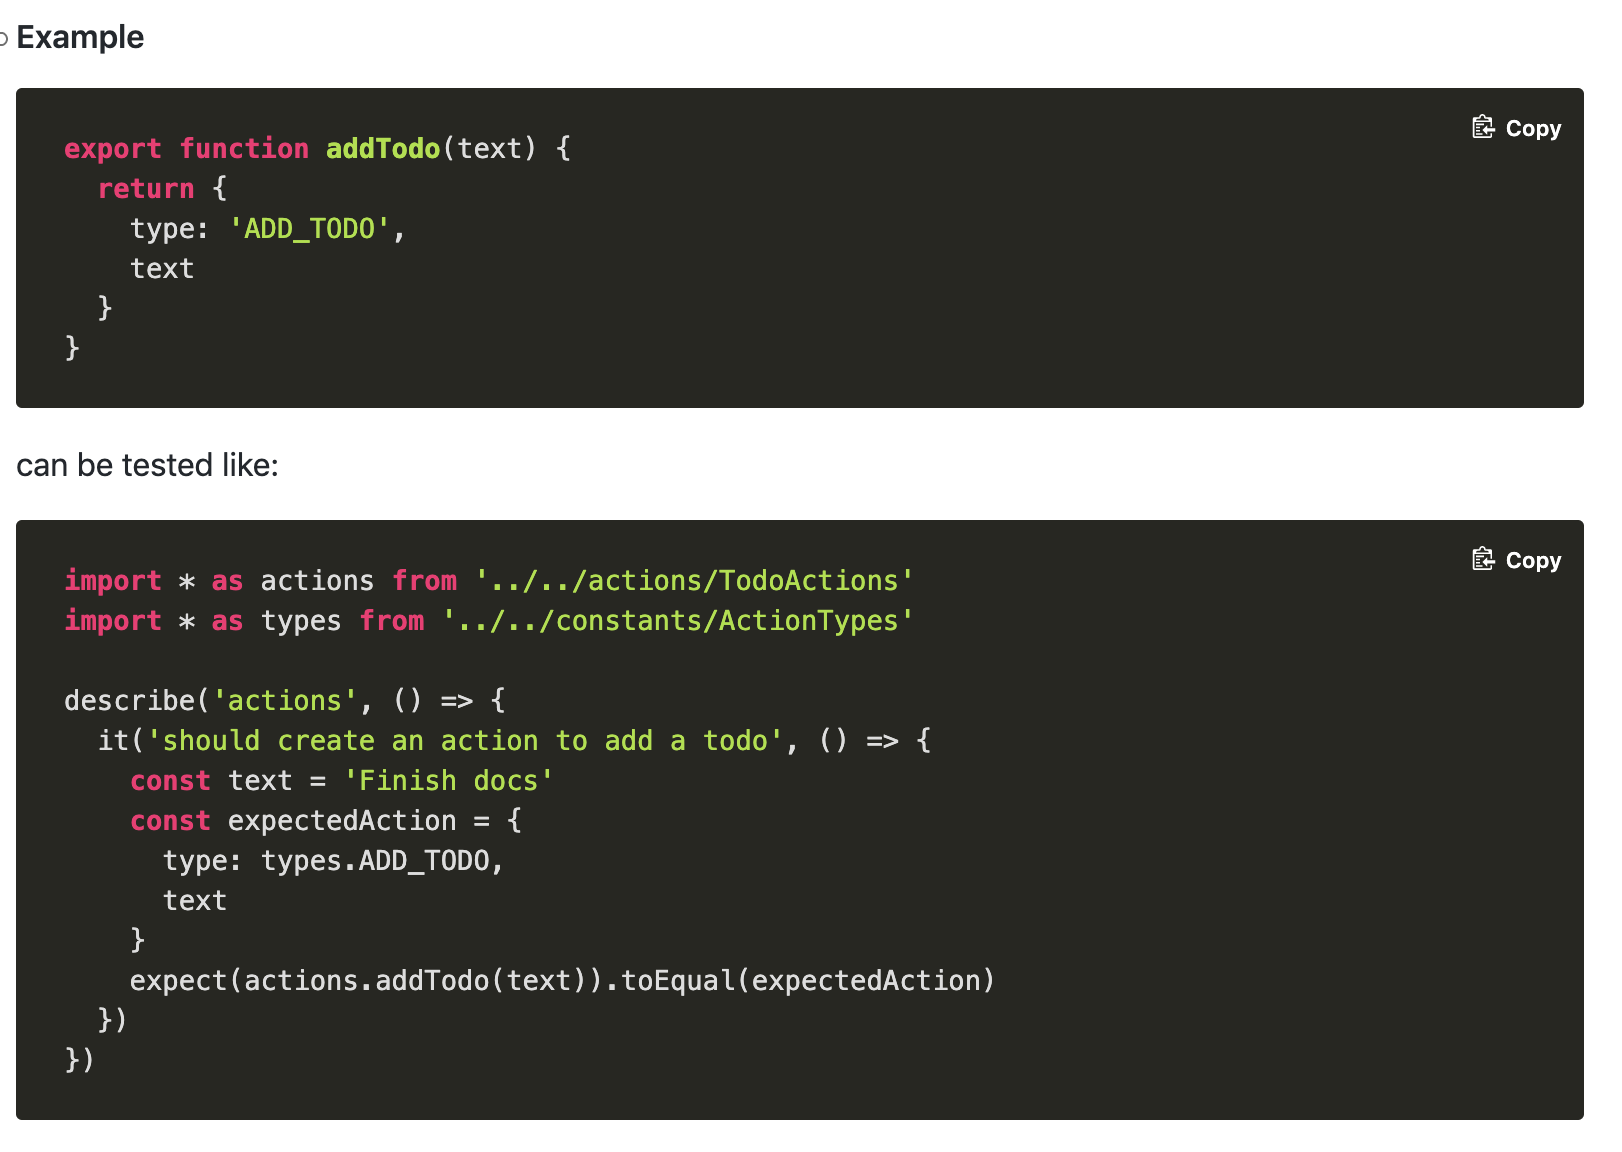 Example
Copy
export function addTodo(text) {
  return {
    type: 'ADD_TODO',
    text
  }
}
can be tested like:
Copy
import * as actions from '../../actions/TodoActions'
import * as types from '../../constants/ActionTypes'

describe('actions', () => {
  it('should create an action to add a todo', () => {
    const text = 'Finish docs'
    const expectedAction = {
      type: types.ADD_TODO,
      text
    }
    expect(actions.addTodo(text)).toEqual(expectedAction)
  })
})